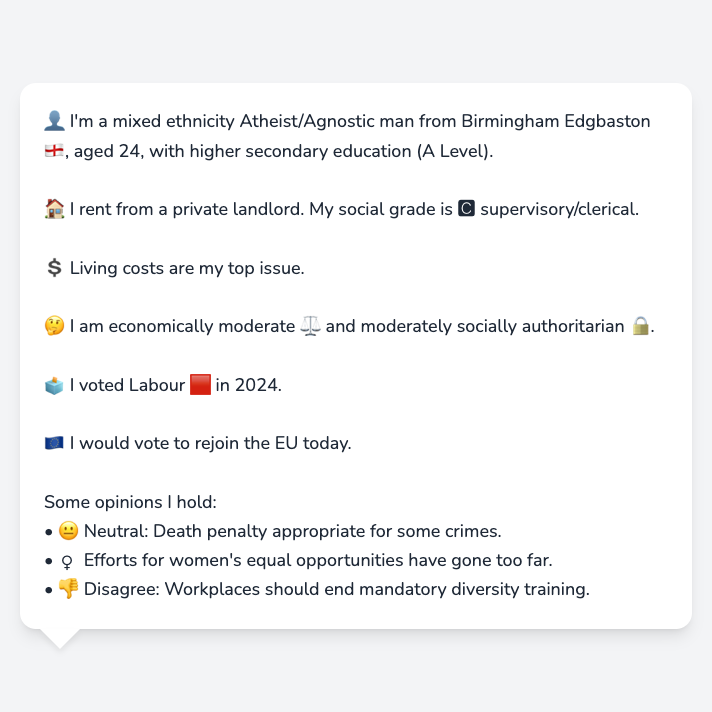 👤 I'm a mixed ethnicity Atheist/Agnostic man from Birmingham Edgbaston
🏴󠁧󠁢󠁥󠁮󠁧󠁿, aged 24, with higher secondary education (A Level).
🏠 I rent from a private landlord. My social grade is 🅲 supervisory/clerical.
💲 Living costs are my top issue.
🤔 I am economically moderate ⚖️ and moderately socially authoritarian 🔒.
🗳️ I voted Labour 🟥 in 2024.
🇪🇺 I would vote to rejoin the EU today.
Some opinions I hold:
• 😐 Neutral: Death penalty appropriate for some crimes.
• ♀ Efforts for women's equal opportunities have gone too far.
• 👎 Disagree: Workplaces should end mandatory diversity training.